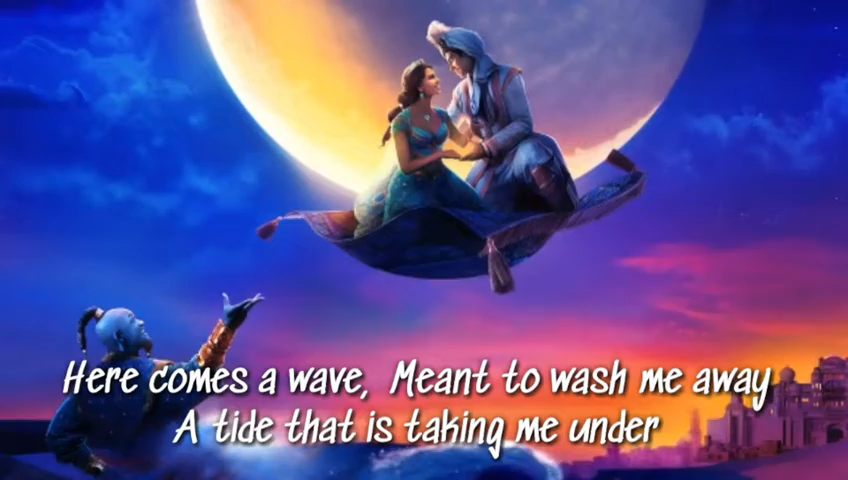 Here comes a wave, Meant to wash me away
A tide that is taking me under